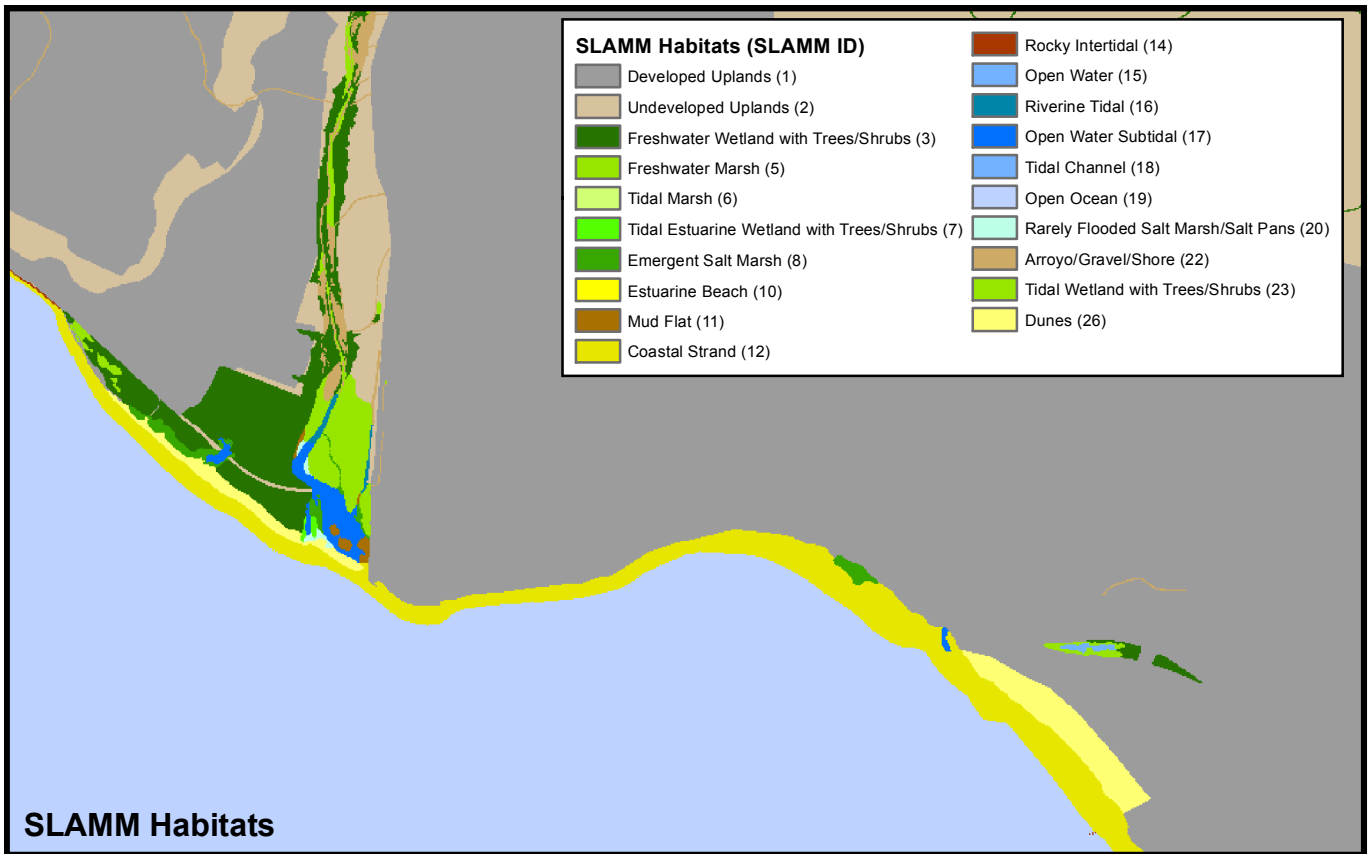 SLAMM Habitats (SLAMM ID)
Developed Uplands (1)
Undeveloped Uplands (2)
Freshwater Wetland with Trees/Shrubs (3)
Freshwater Marsh (5)
Tidal Marsh (6)
Tidal Estuarine Wetland with Trees/Shrubs (7)
Emergent Salt Marsh (8)
Estuarine Beach (10)
Mud Flat (11)
Coastal Strand (12)
Rocky Intertidal (14)
Open Water (15)
Riverine Tidal (16)
Open Water Subtidal (17)
Tidal Channel (18)
Open Ocean (19)
Rarely Flooded Salt Marsh/Salt Pans (20)
Arroyo/Gravel/Shore (22)
Tidal Wetland with Trees/Shrubs (23)
Dunes (26)
SLAMM Habitats